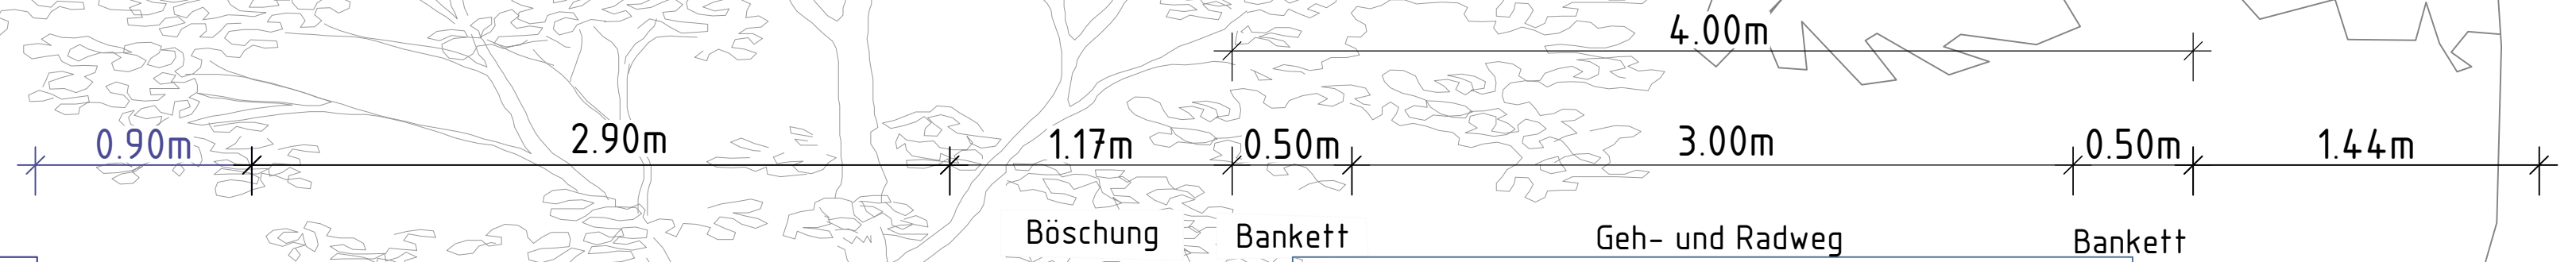 4.00m
0.90m 2.90m 1.17m 0.50m 3.00m 0.50m 1.44m
Böschung Bankett Geh- und Radweg Bankett